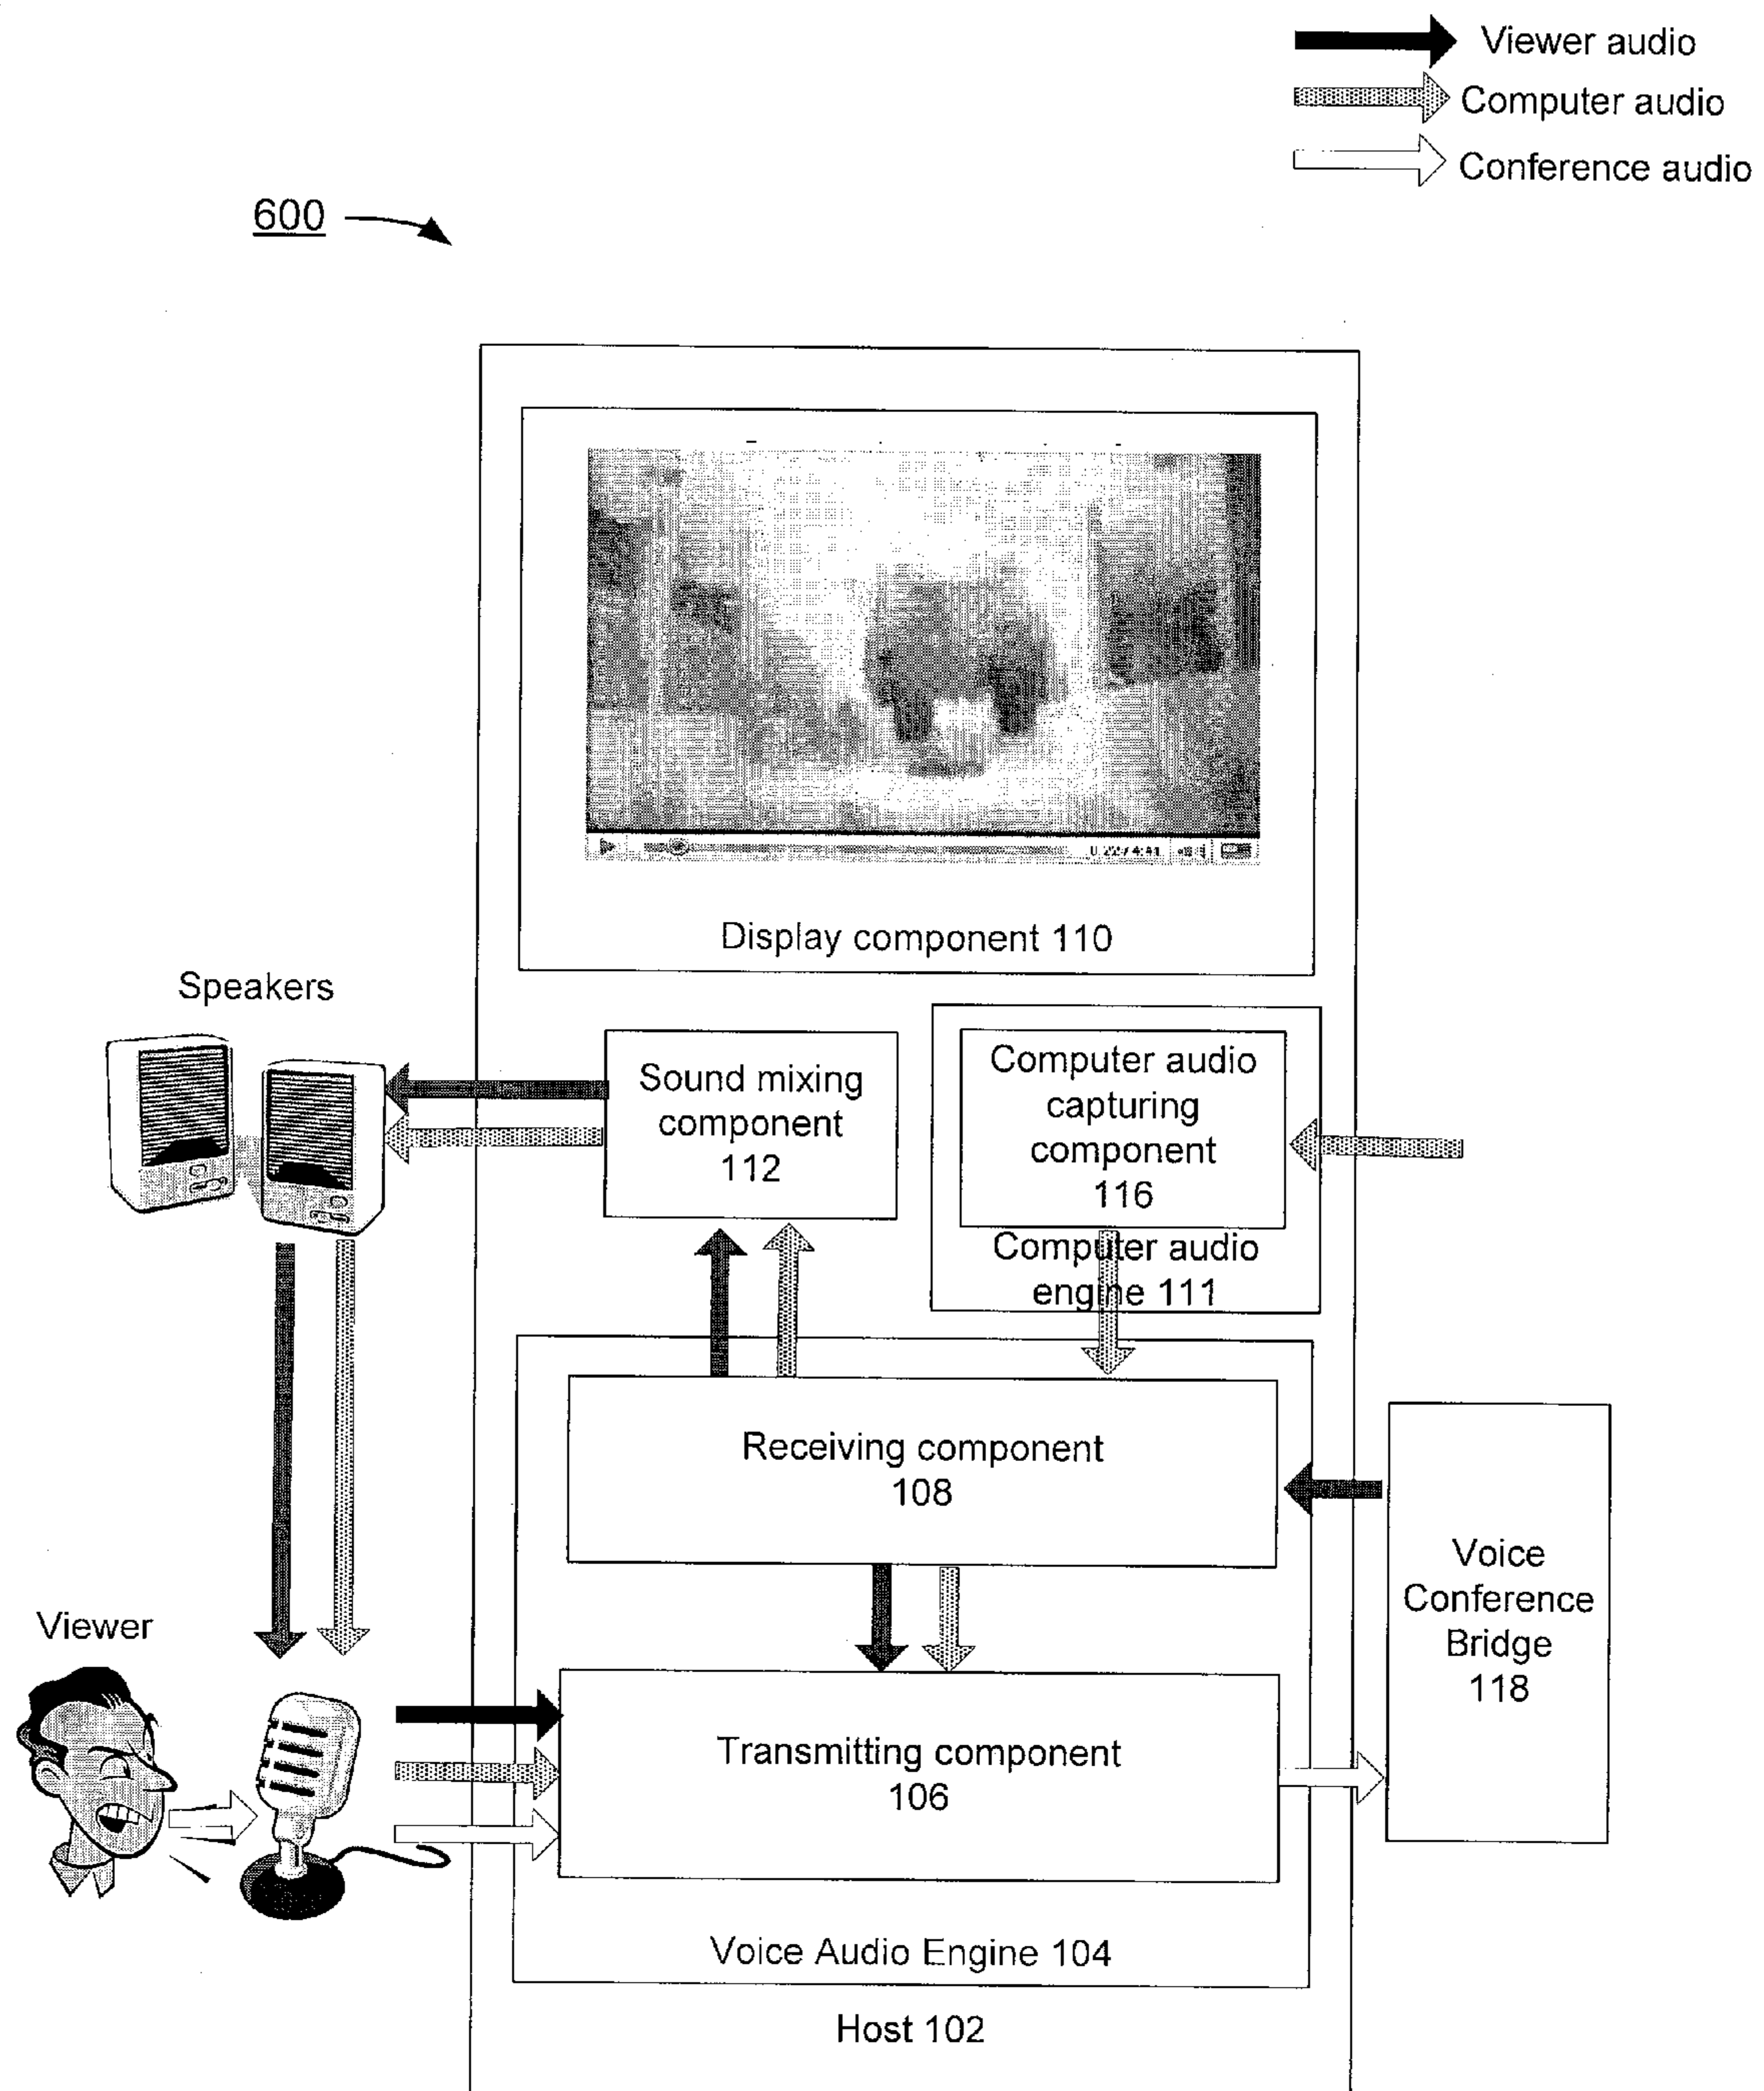 Viewer audio
Computer audio
Conference audio
600
Display component 110
Speakers
Sound mixing
component
112
Computer audio
capturing
component
116
Computer audio
engine 111
Receiving component
108
Voice
Conference
Bridge
118
Viewer
Transmitting component
106
Voice Audio Engine 104
Host 102